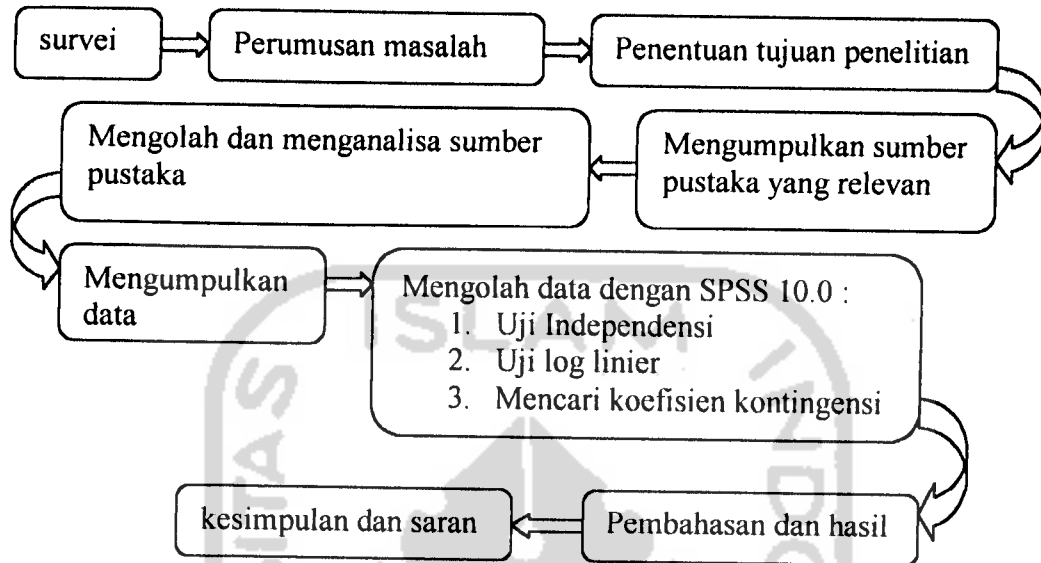 survei
Perumusan masalah
Penentuan tujuan penelitian
Mengumpulkan sumber
pustaka yang relevan
Mengolah dan menganalisa sumber
pustaka
Mengumpulkan
data
Mengolah data dengan SPSS 10.0 :
1. Uji Independensi
2. Uji log linier
3. Mencari koefisien kontingensi
Pembahasan dan hasil
kesimpulan dan saran
ISLAM